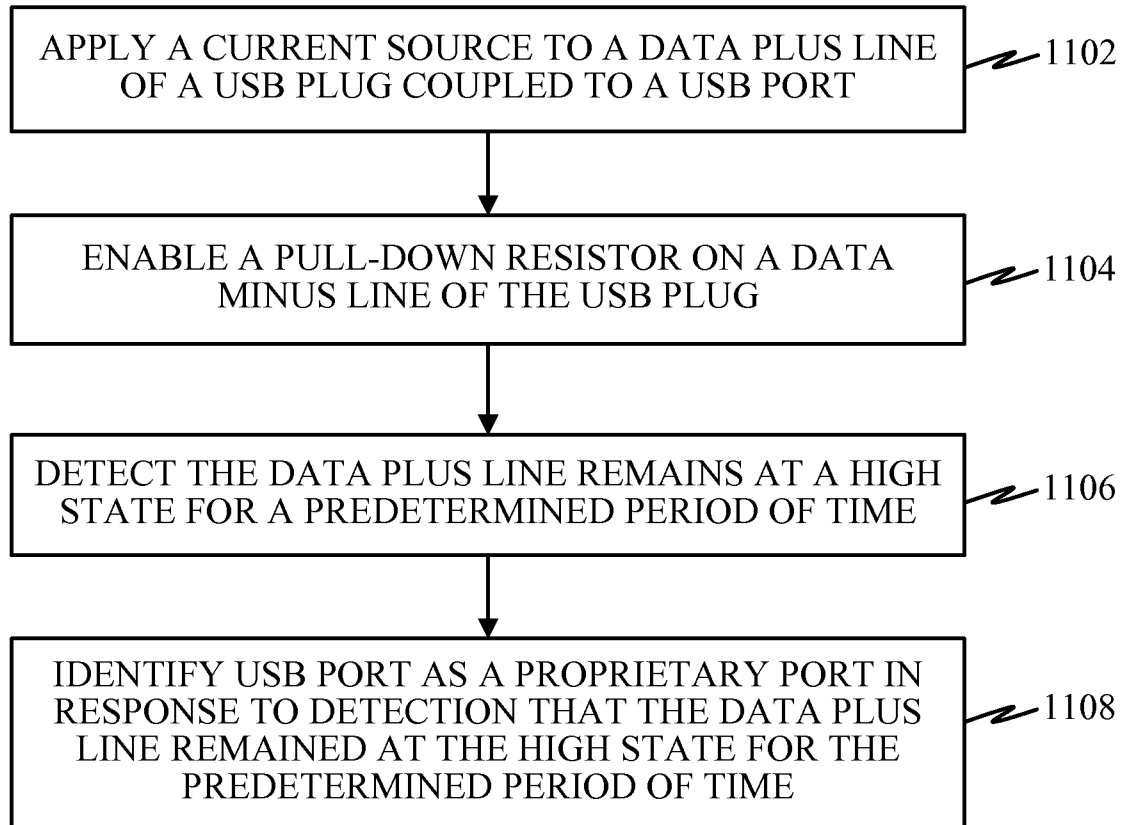 APPLY A CURRENT SOURCE TO A DATA PLUS LINE
OF A USB PLUG COUPLED TO A USB PORT
1102
ENABLE A PULL-DOWN RESISTOR ON A DATA
MINUS LINE OF THE USB PLUG
1104
DETECT THE DATA PLUS LINE REMAINS AT A HIGH
STATE FOR A PREDETERMINED PERIOD OF TIME
1106
IDENTIFY USB PORT AS A PROPRIETARY PORT IN
RESPONSE TO DETECTION THAT THE DATA PLUS
LINE REMAINED AT THE HIGH STATE FOR THE
PREDETERMINED PERIOD OF TIME
1108